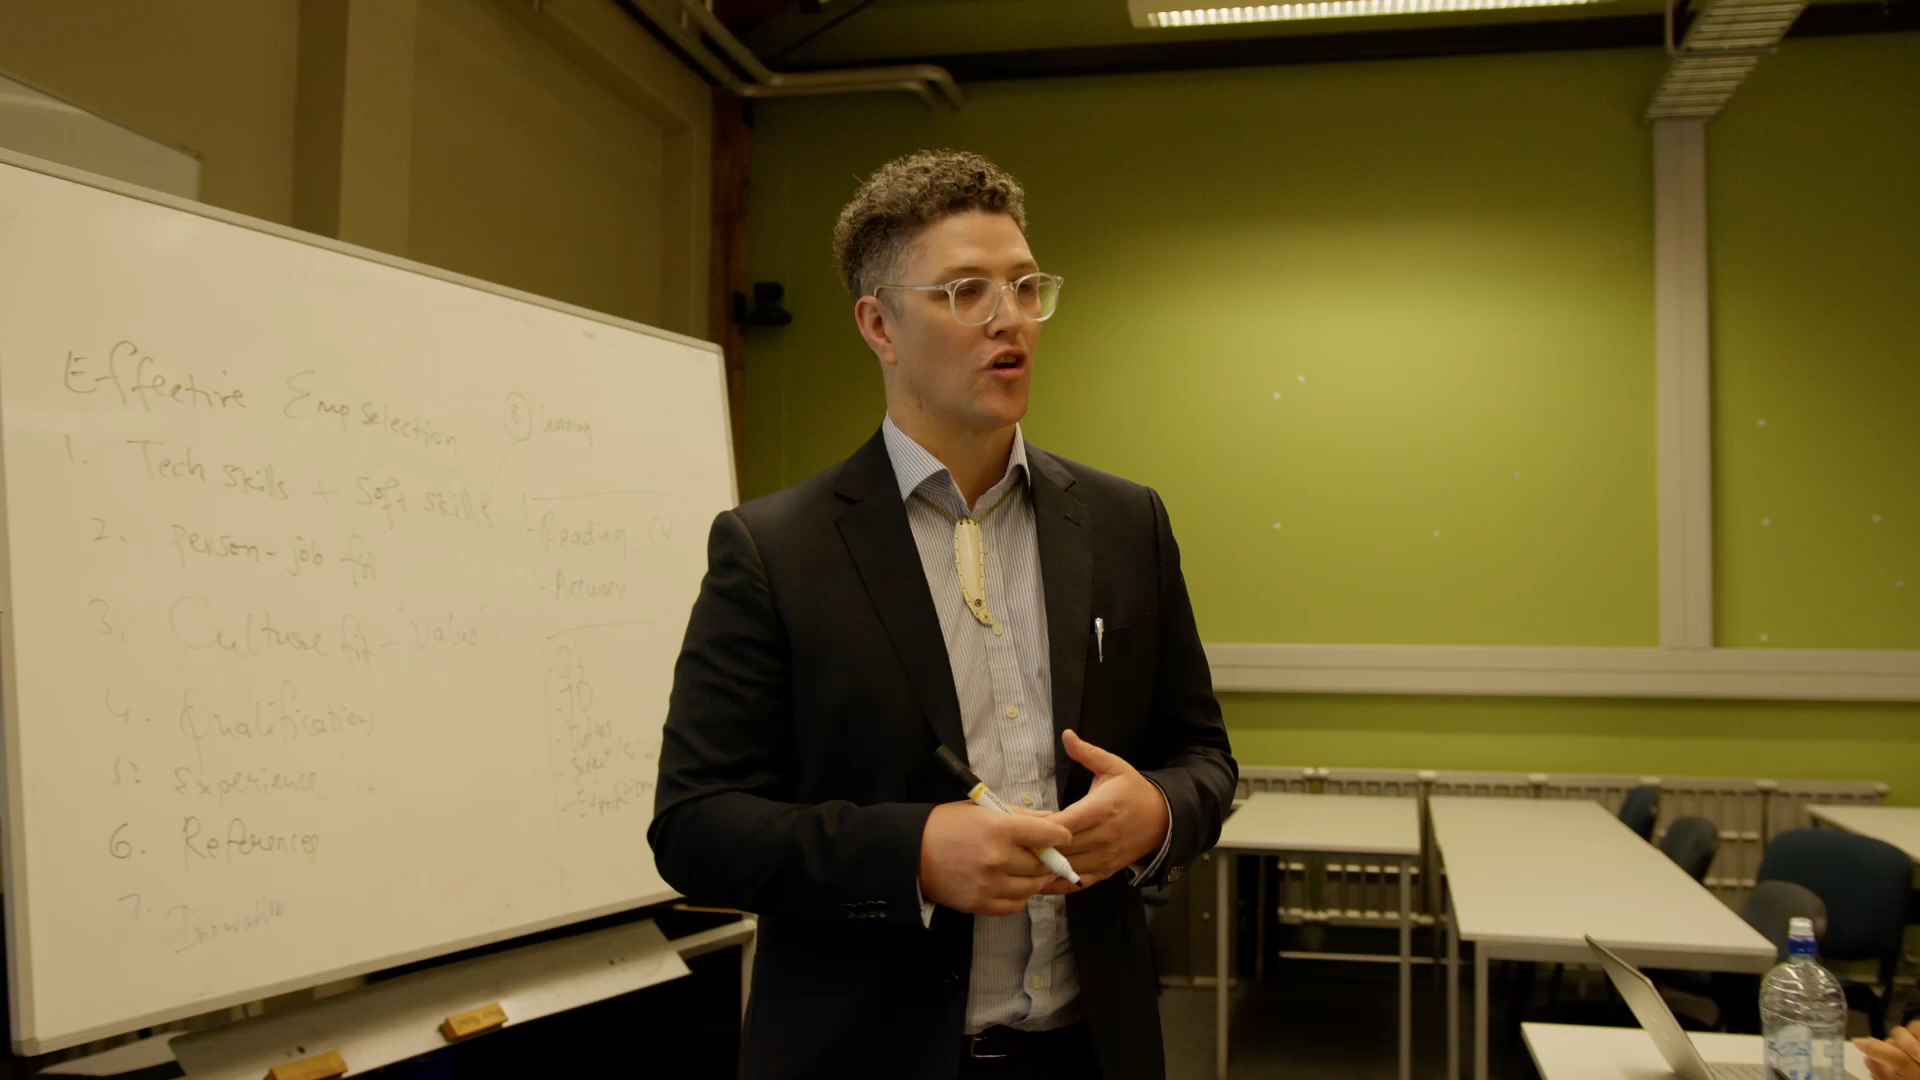 Effective Emp selection
1. Tech skills + Soft skills
2. Person-job fit
3. Culture fit - 'Value'
4. Qualifications
5. Experience
6. References
7. Innovation
B Learning
- Reading CV
- Accuracy
- JD